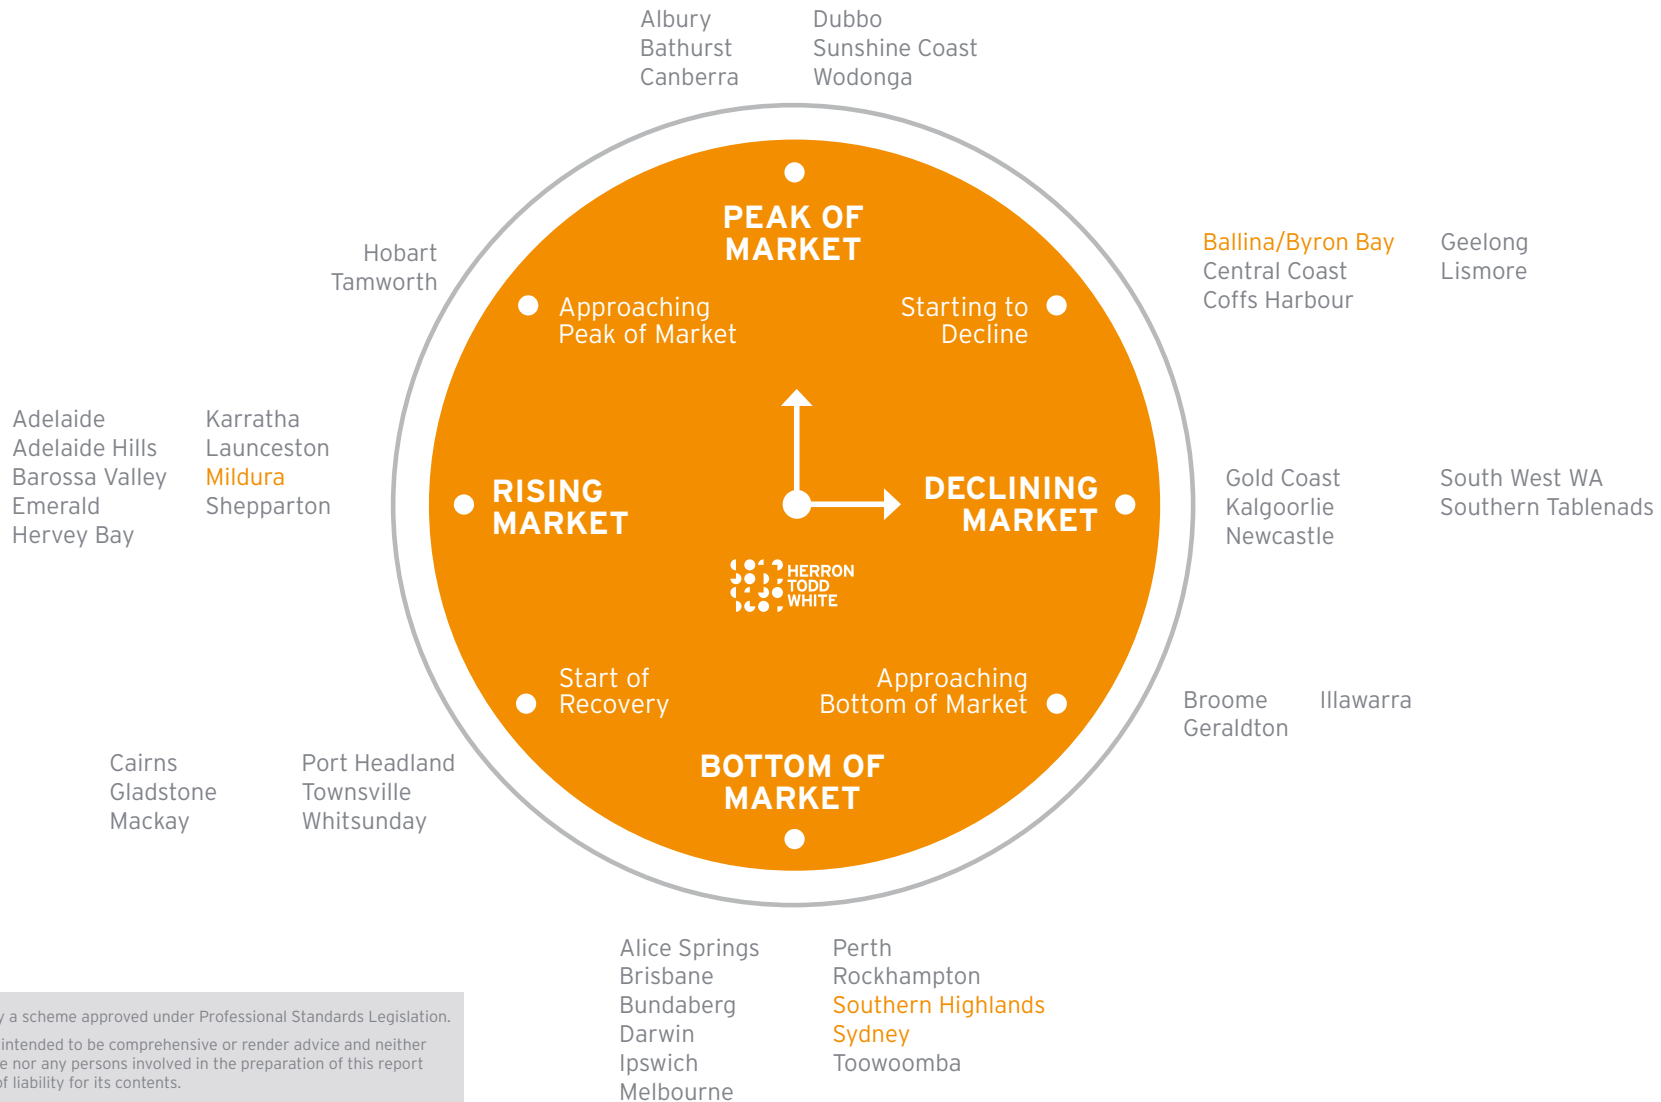 Albury
Bathurst
Canberra
Dubbo
Sunshine Coast
Wodonga
PEAK OF
MARKET
Hobart
Tamworth
Approaching
Peak of Market
Starting to
Decline
Ballina/Byron Bay
Central Coast
Coffs Harbour
Geelong
Lismore
Adelaide
Adelaide Hills
Barossa Valley
Emerald
Hervey Bay
Karratha
Launceston
Mildura
Shepparton
RISING
MARKET
DECLINING
MARKET
Gold Coast
Kalgoorlie
Newcastle
South West WA
Southern Tablenads
HERRON
TODD
WHITE
Start of
Recovery
Approaching
Bottom of Market
Broome
Geraldton
Illawarra
Cairns
Gladstone
Mackay
Port Headland
Townsville
Whitsunday
BOTTOM OF
MARKET
Alice Springs
Brisbane
Bundaberg
Darwin
Ipswich
Melbourne
Perth
Rockhampton
Southern Highlands
Sydney
Toowoomba
a scheme approved under Professional Standards Legislation.
intended to be comprehensive or render advice and neither
nor any persons involved in the preparation of this report
of liability for its contents.